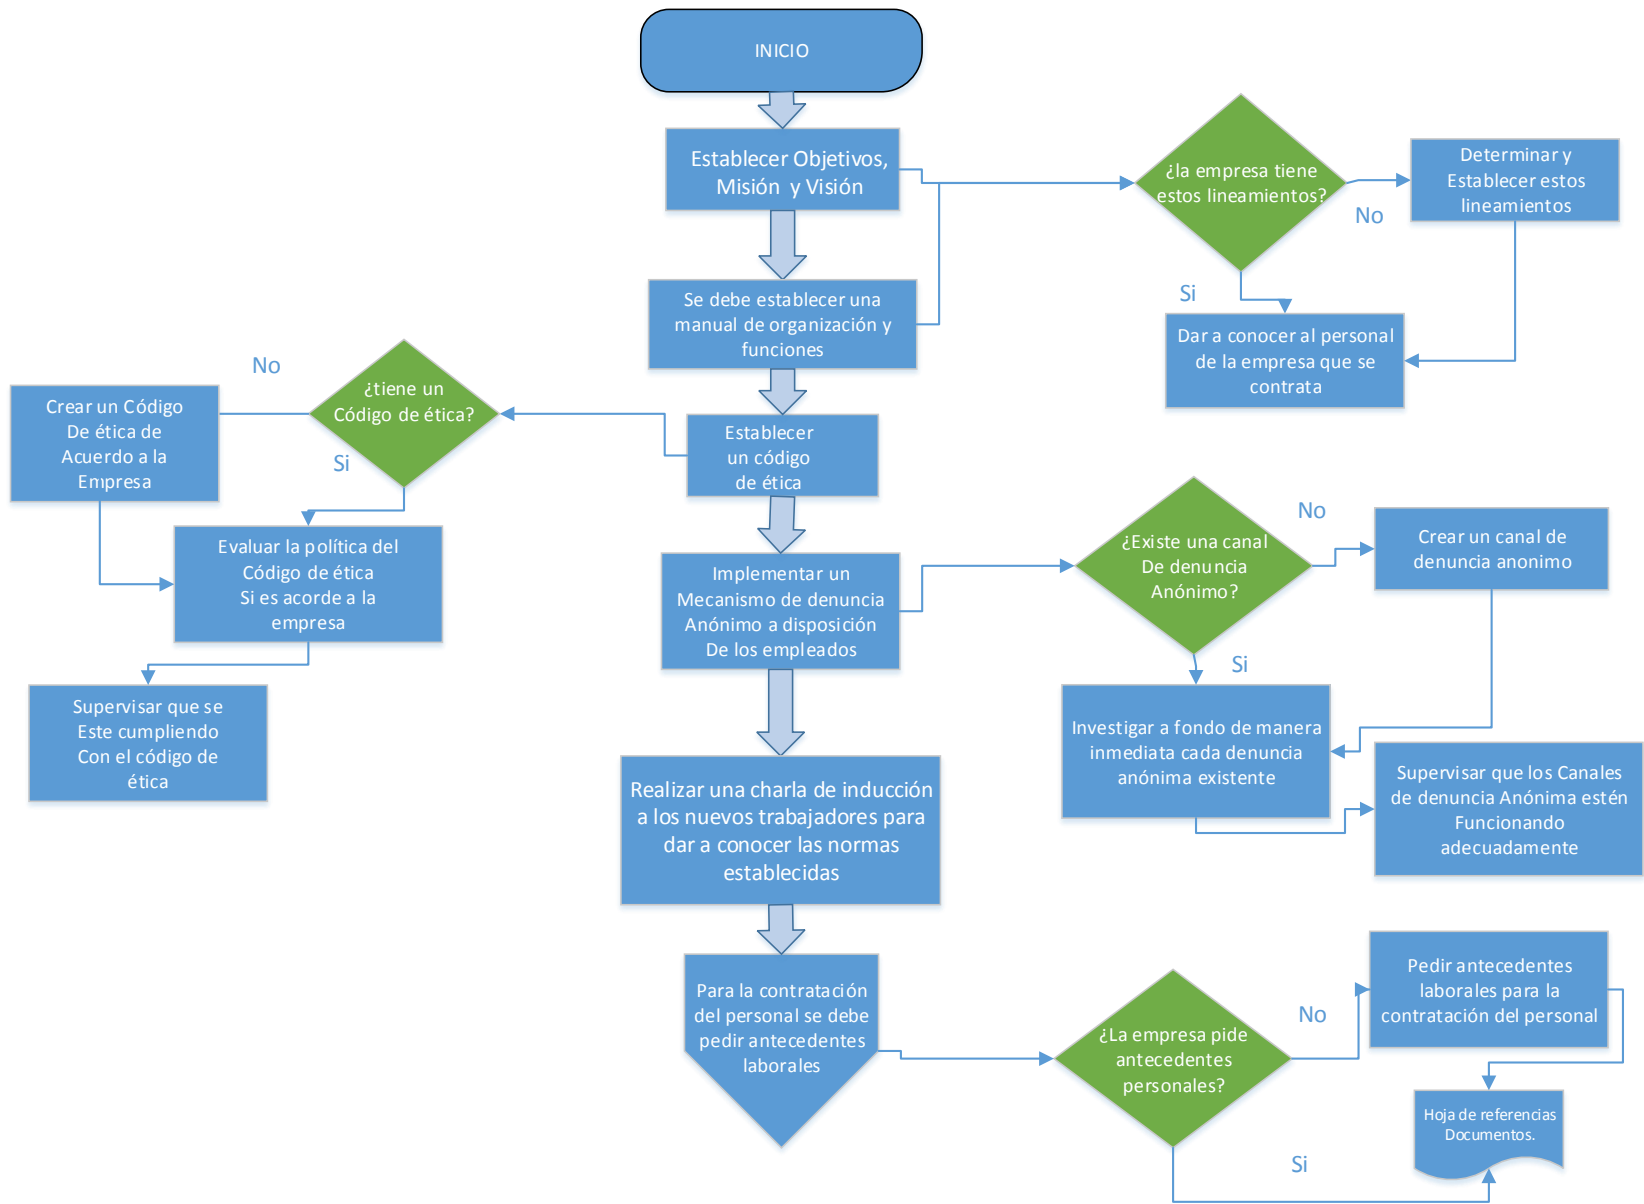 INICIO
Establecer Objetivos,
Misión y Visión
¿la empresa tiene
estos lineamientos?
No
Determinar y
Establecer estos
lineamientos
Si
Dar a conocer al personal
de la empresa que se
contrata
Se debe establecer una
manual de organización y
funciones
Establecer
un código
de ética
¿tiene un
Código de ética?
No
Crear un Código
De ética de
Acuerdo a la
Empresa
Si
Evaluar la política del
Código de ética
Si es acorde a la
empresa
Supervisar que se
Este cumpliendo
Con el código de
ética
Implementar un
Mecanismo de denuncia
Anónimo a disposición
De los empleados
¿Existe una canal
De denuncia
Anónimo?
No
Crear un canal de
denuncia anonimo
Si
Investigar a fondo de manera
inmediata cada denuncia
anónima existente
Supervisar que los Canales
de denuncia Anónima estén
Funcionando
adecuadamente
Realizar una charla de inducción
a los nuevos trabajadores para
dar a conocer las normas
establecidas
Para la contratación
del personal se debe
pedir antecedentes
laborales
¿La empresa pide
antecedentes
personales?
No
Pedir antecedentes
laborales para la
contratación del personal
Si
Hoja de referencias
Documentos.